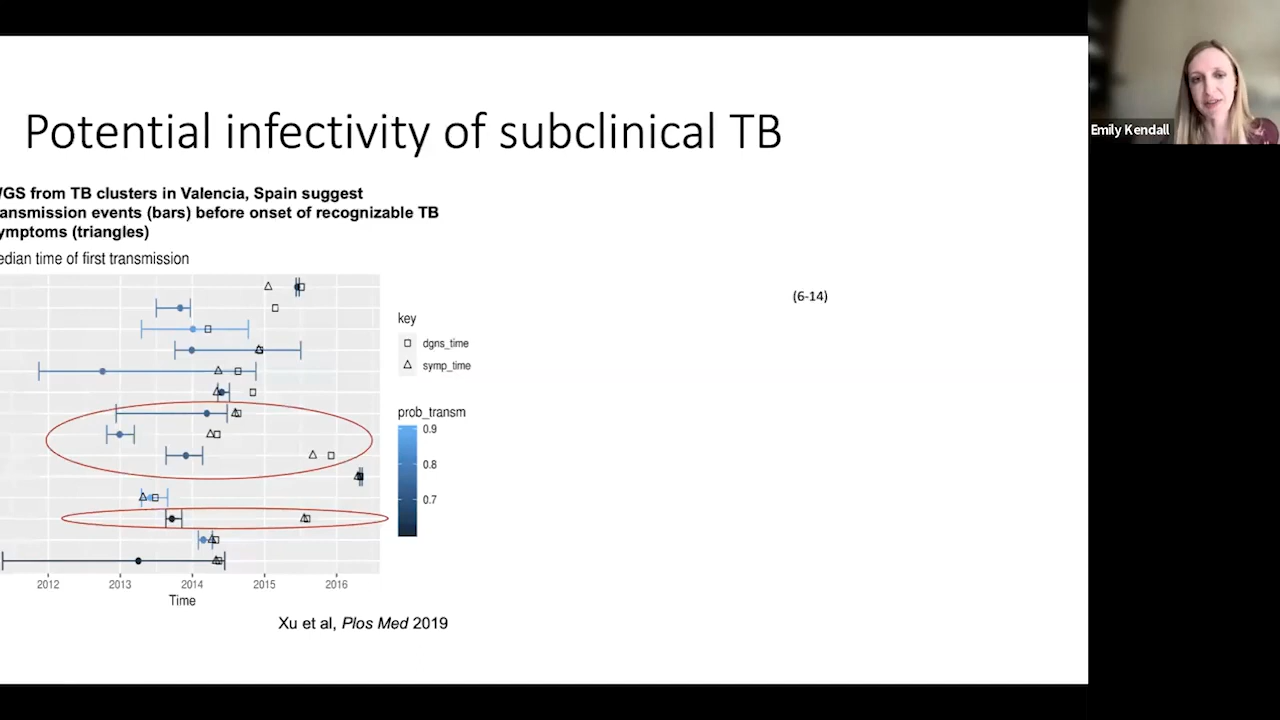 Potential infectivity of subclinical TB
Emily Kendall
/GS from TB clusters in Valencia, Spain suggest
ansmission events (bars) before onset of recognizable TB
ymptoms (triangles)
edian time of first transmission
(6-14)
key
dgns_time
symp_time
prob_transm
0.9
0.8
0.7
2012 2013 2014 2015 2016
Time
Xu et al, Plos Med 2019